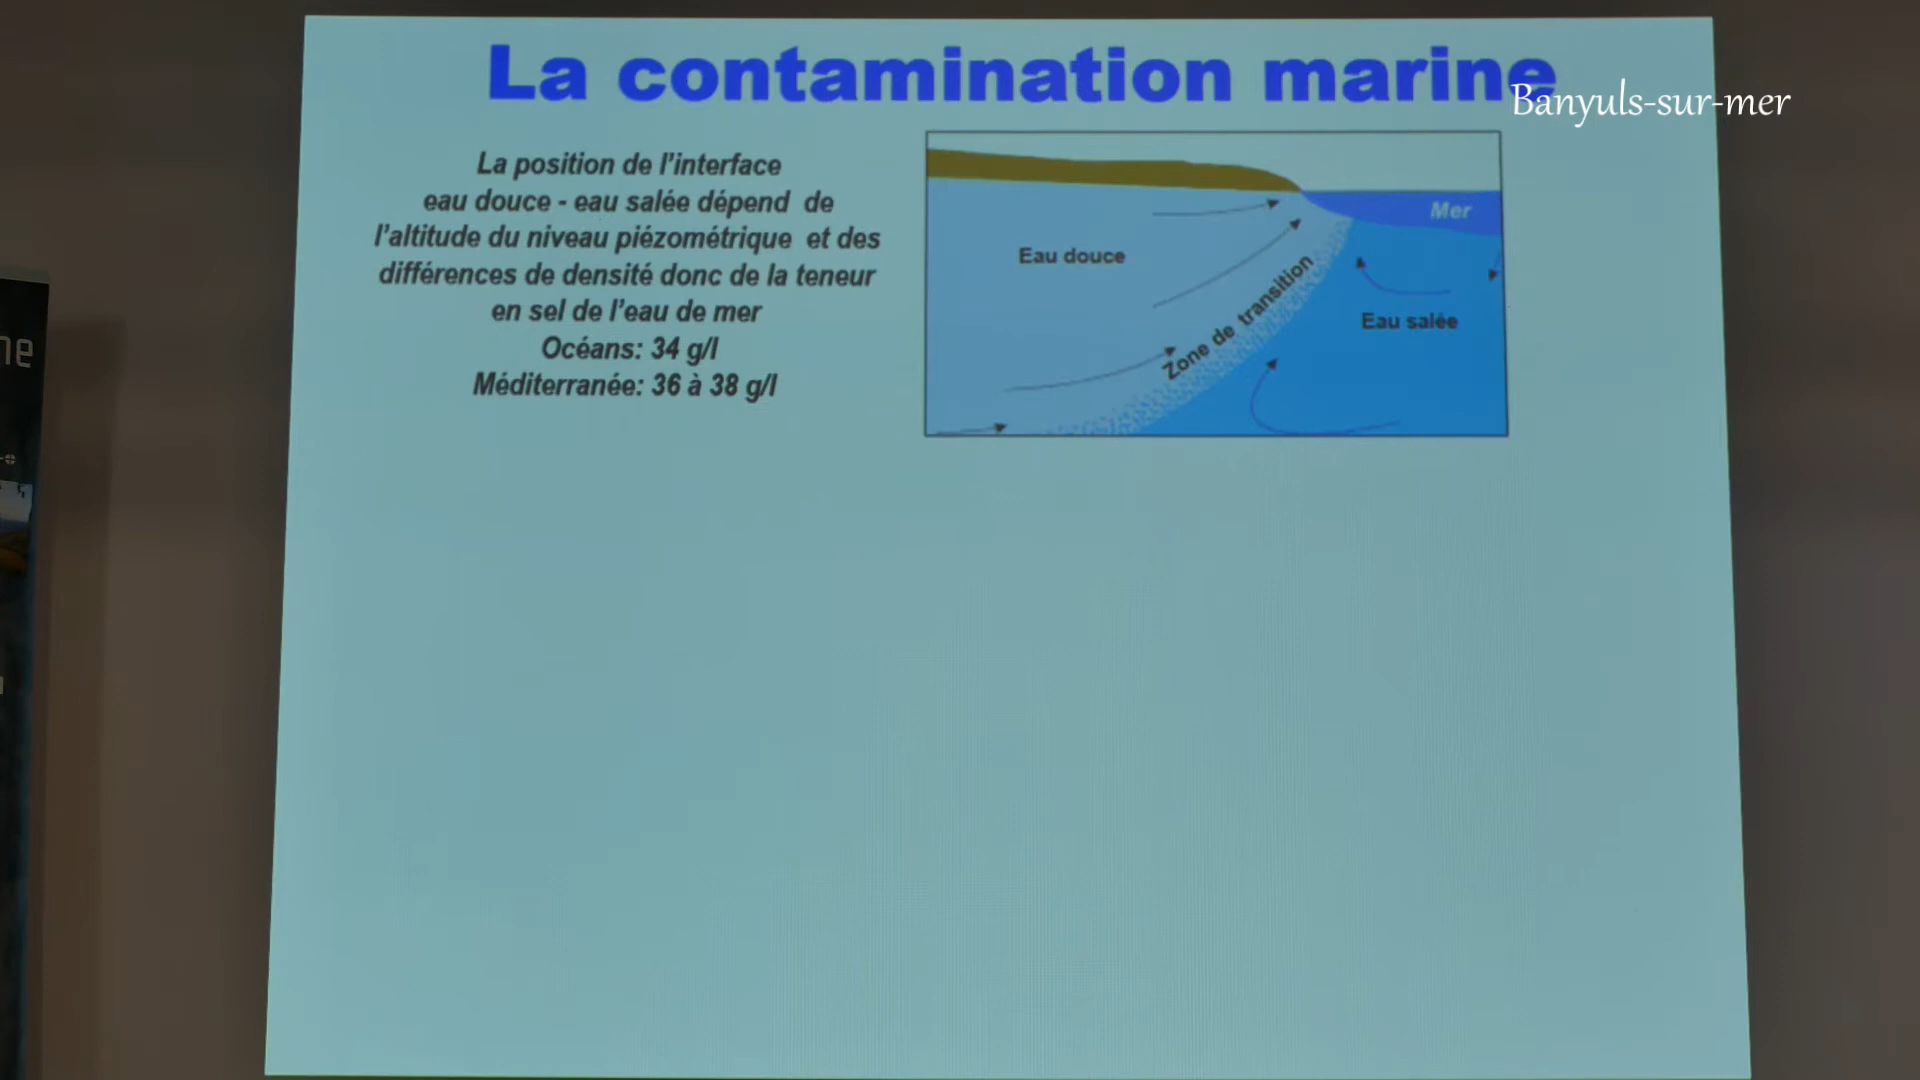 La contamination marine
Banyuls-sur-mer
La position de l'interface
eau douce - eau salée dépend de
l'altitude du niveau piézométrique et des
différences de densité donc de la teneur
en sel de l'eau de mer
Océans: 34 g/l
Méditerranée: 36 à 38 g/l
Mer
Eau douce
Zone de transition
Eau salée